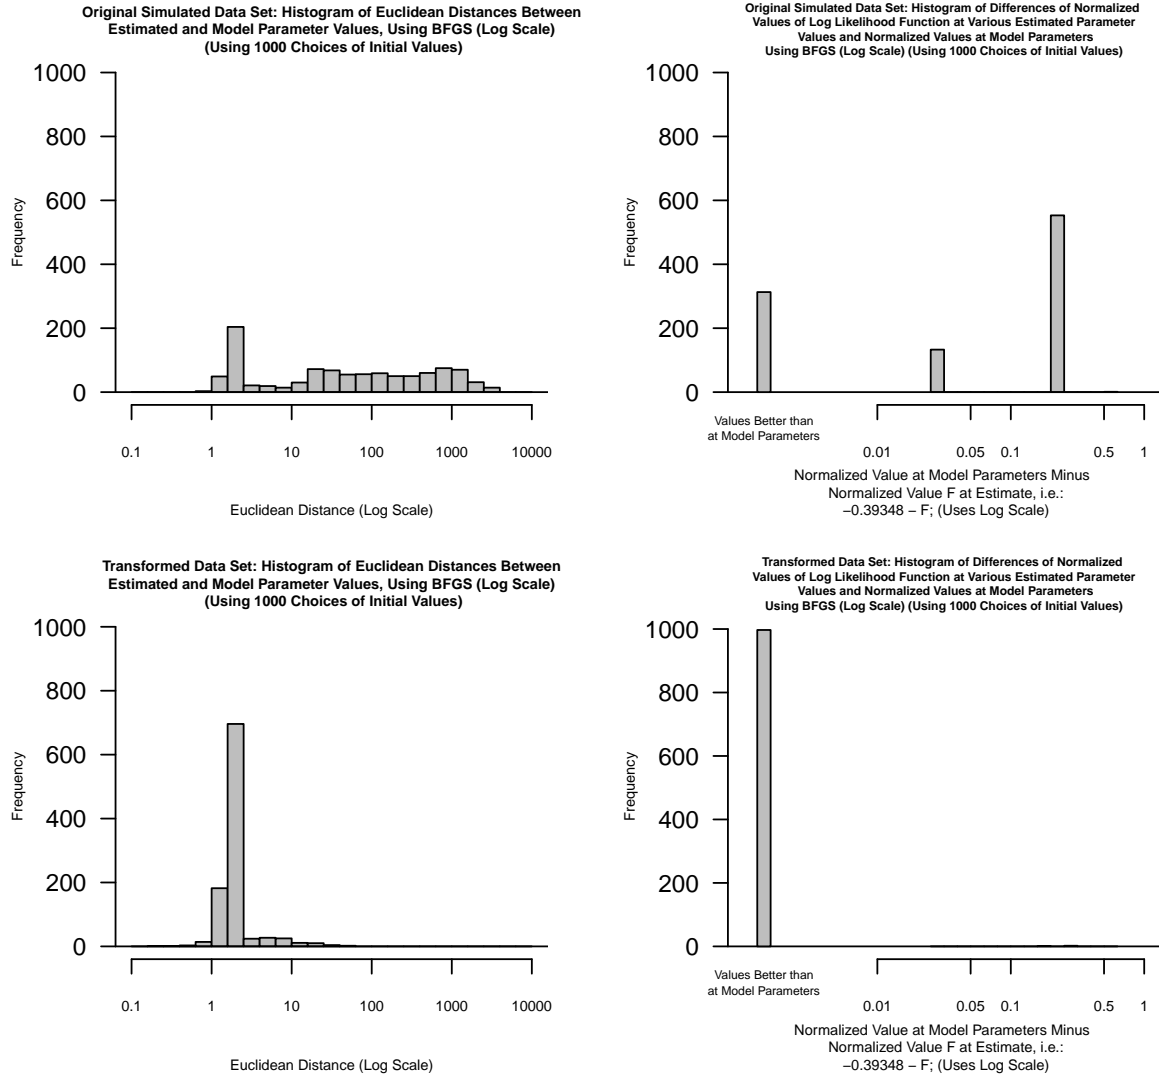 Original Simulated Data Set: Histogram of Euclidean Distances Between
Estimated and Model Parameter Values, Using BFGS (Log Scale)
(Using 1000 Choices of Initial Values)
1000
800
600
400
200
0
Frequency
0.1 1 10 100 1000 10000
Euclidean Distance (Log Scale)
Original Simulated Data Set: Histogram of Differences of Normalized
Values of Log Likelihood Function at Various Estimated Parameter
Values and Normalized Values at Model Parameters
Using BFGS (Log Scale) (Using 1000 Choices of Initial Values)
1000
800
600
400
200
0
Frequency
Values Better than
at Model Parameters
0.01 0.05 0.1 0.5 1
Normalized Value at Model Parameters Minus
Normalized Value F at Estimate, i.e.:
−0.39348 − F; (Uses Log Scale)
Transformed Data Set: Histogram of Euclidean Distances Between
Estimated and Model Parameter Values, Using BFGS (Log Scale)
(Using 1000 Choices of Initial Values)
1000
800
600
400
200
0
Frequency
0.1 1 10 100 1000 10000
Euclidean Distance (Log Scale)
Transformed Data Set: Histogram of Differences of Normalized
Values of Log Likelihood Function at Various Estimated Parameter
Values and Normalized Values at Model Parameters
Using BFGS (Log Scale) (Using 1000 Choices of Initial Values)
1000
800
600
400
200
0
Frequency
Values Better than
at Model Parameters
0.01 0.05 0.1 0.5 1
Normalized Value at Model Parameters Minus
Normalized Value F at Estimate, i.e.:
−0.39348 − F; (Uses Log Scale)